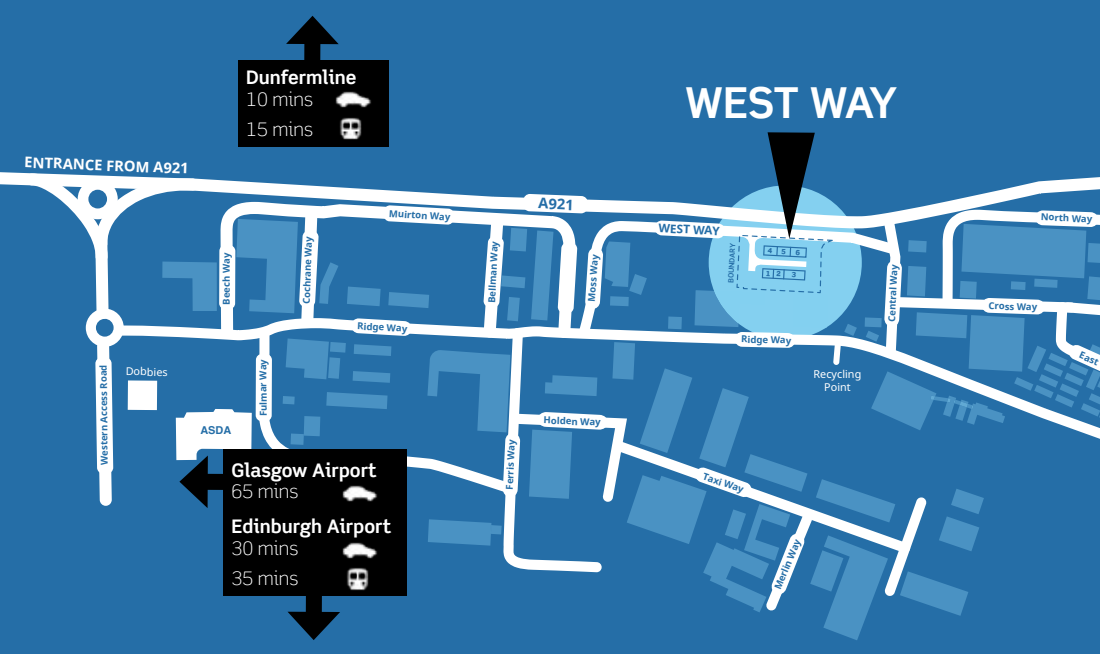 Dunfermline
10 mins
15 mins
WEST WAY
ENTRANCE FROM A921
A921
Muirton Way
WEST WAY
North Way
Beech Way
Cochrane Way
Bellman Way
Moss Way
BOUNDARY
4 5 6
1 2 3
Central Way
Cross Way
Ridge Way
Ridge Way
East
Recycling
Point
Western Access Road
Dobbies
Fulmar Way
ASDA
Holden Way
Ferris Way
Taxi Way
Merlin Way
Glasgow Airport
65 mins
Edinburgh Airport
30 mins
35 mins